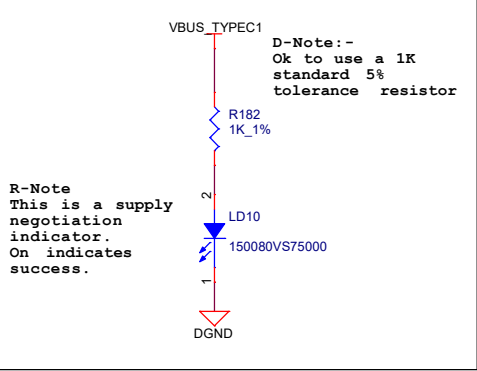 VBUS_TYPEC1
D-Note:-
Ok to use a 1K
standard 5%
tolerance resistor
R182
1K_1%
R-Note
This is a supply
negotiation
indicator.
On indicates
success.
2
LD10
150080VS75000
1
DGND